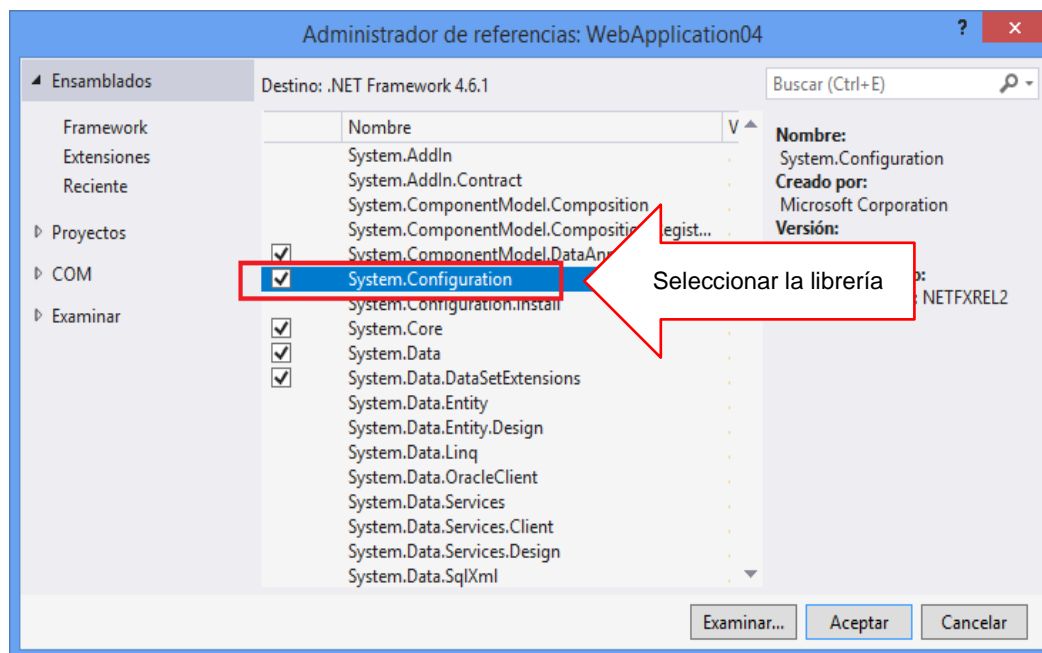 Administrador de referencias: WebApplication04
? ×
Ensamblados
Framework
Extensiones
Reciente
Proyectos
COM
Examinar
Destino: .NET Framework 4.6.1
Buscar (Ctrl+E)
Nombre V
System.AddIn
System.AddIn.Contract
System.ComponentModel.Composition
System.ComponentModel.Composition egist...
System.ComponentModel.DataAnn
System.Configuration
System.Configuration.Install
System.Core
System.Data
System.Data.DataSetExtensions
System.Data.Entity
System.Data.Entity.Design
System.Data.Linq
System.Data.OracleClient
System.Data.Services
System.Data.Services.Client
System.Data.Services.Design
System.Data.SqlXml
Seleccionar la librería
Nombre:
System.Configuration
Creado por:
Microsoft Corporation
Versión:
: NETFXREL2
Examinar...
Aceptar
Cancelar